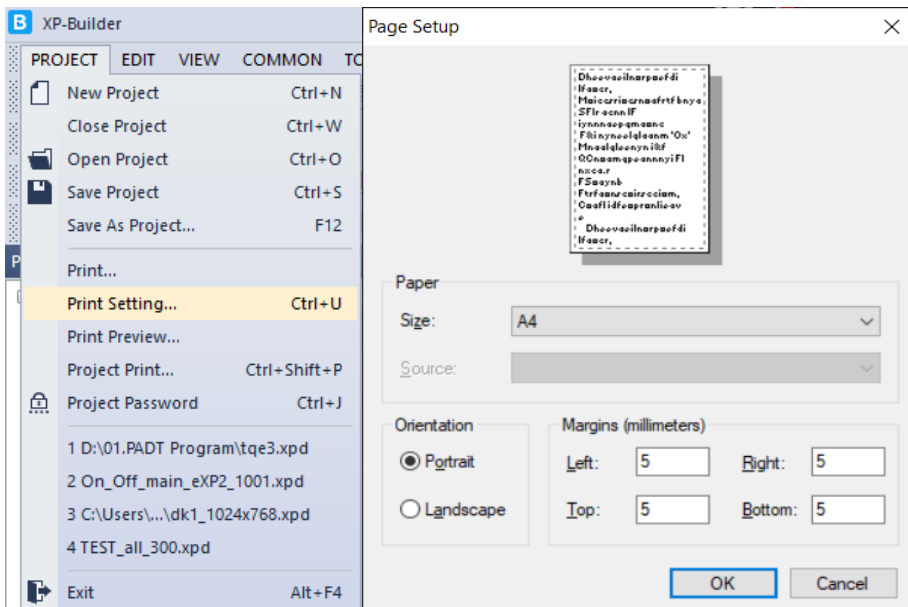 XP-Builder
PROJECT EDIT VIEW COMMON TO
New Project Ctrl+N
Close Project Ctrl+W
Open Project Ctrl+O
Save Project Ctrl+S
Save As Project... F12
Print...
Print Setting... Ctrl+U
Print Preview...
Project Print... Ctrl+Shift+P
Project Password Ctrl+J
1 D:\01.PADT Program\tqe3.xpd
2 On_Off_main_eXP2_1001.xpd
3 C:\Users\...\dk1_1024x768.xpd
4 TEST_all_300.xpd
Exit Alt+F4
Page Setup
Paper
Size: A4
Source:
Orientation
Portrait
Landscape
Margins (millimeters)
Left: 5 Right: 5
Top: 5 Bottom: 5
OK Cancel